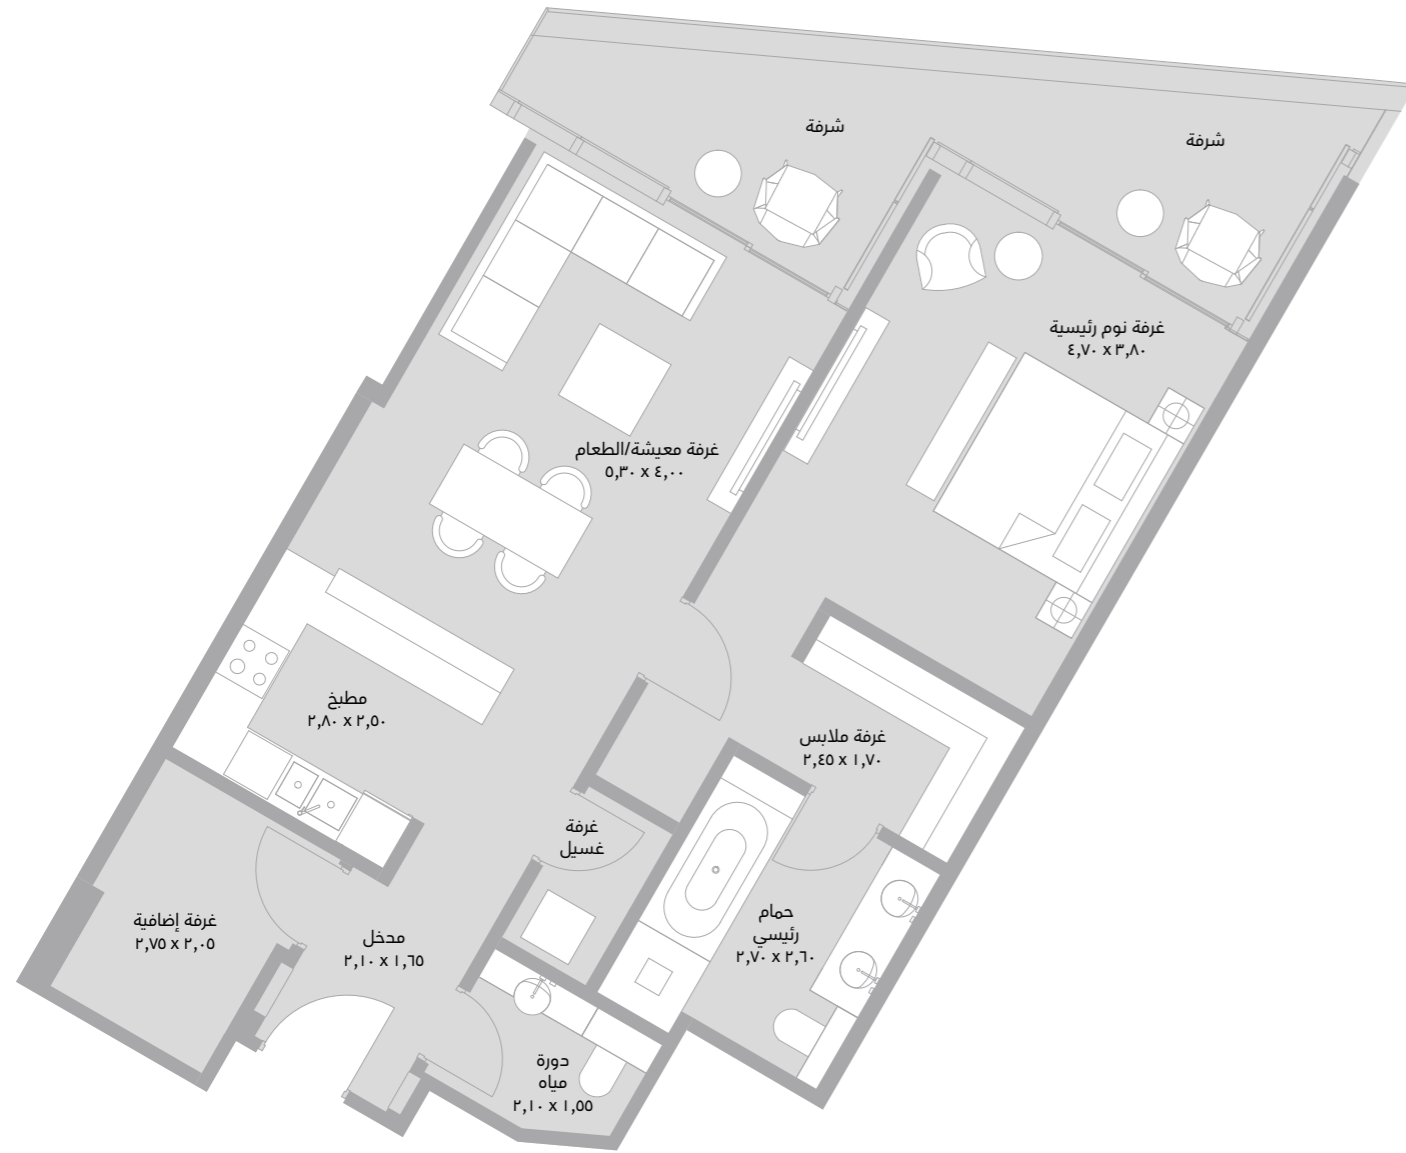 شرفة
شرفة
غرفة نوم رئيسية
٤,٧٠ x ٣,٨٠
غرفة معيشة/الطعام
٥,٣٠ x ٤,٠٠
مطبخ
٢,٨٠ x ٢,٥٠
غرفة ملابس
٢,٤٥ x ١,٧٠
غرفة
غسيل
حمام
رئيسي
٢,٧٠ x ٢,٦٠
غرفة إضافية
٢,٧٥ x ٢,٠٥
مدخل
٢,١٠ x ١,٦٥
دورة
مياه
٢,١٠ x ١,٥٥